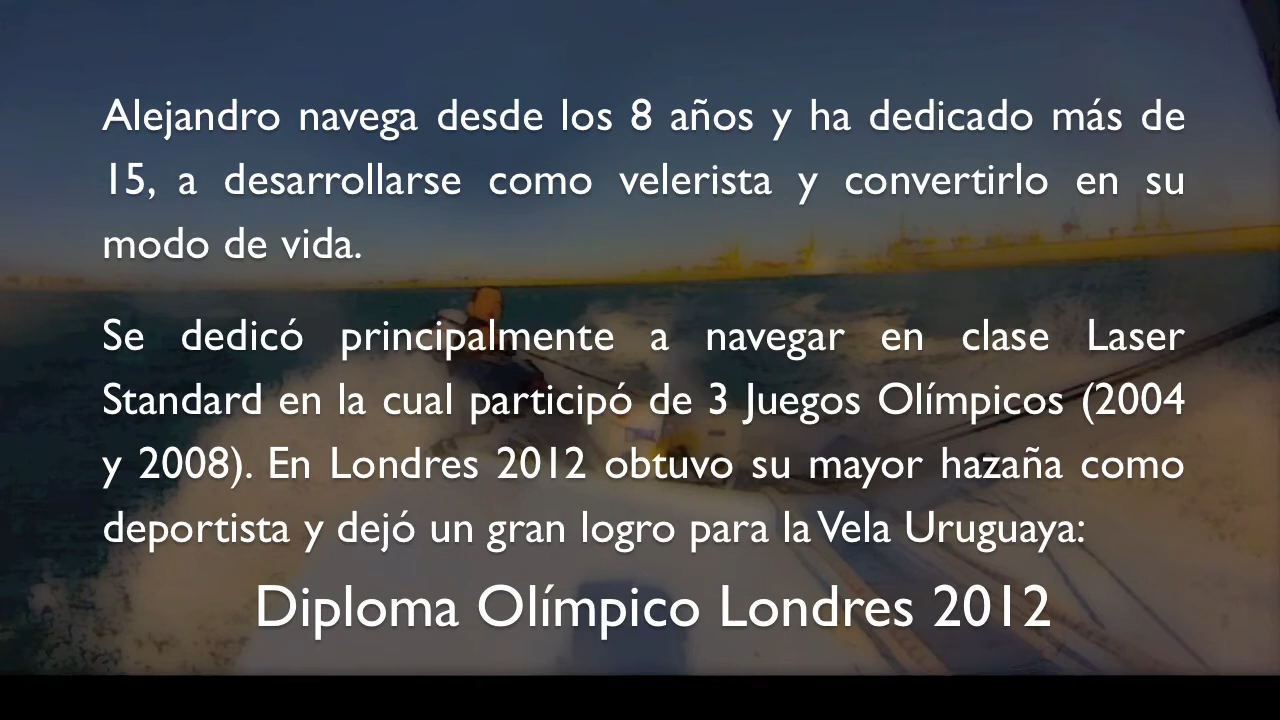 Alejandro navega desde los 8 años y ha dedicado más de
15, a desarrollarse como velerista y convertirlo en su
modo de vida.
Se dedicó principalmente a navegar en clase Laser
Standard en la cual participó de 3 Juegos Olímpicos (2004
y 2008). En Londres 2012 obtuvo su mayor hazaña como
deportista y dejó un gran logro para la Vela Uruguaya:
Diploma Olímpico Londres 2012